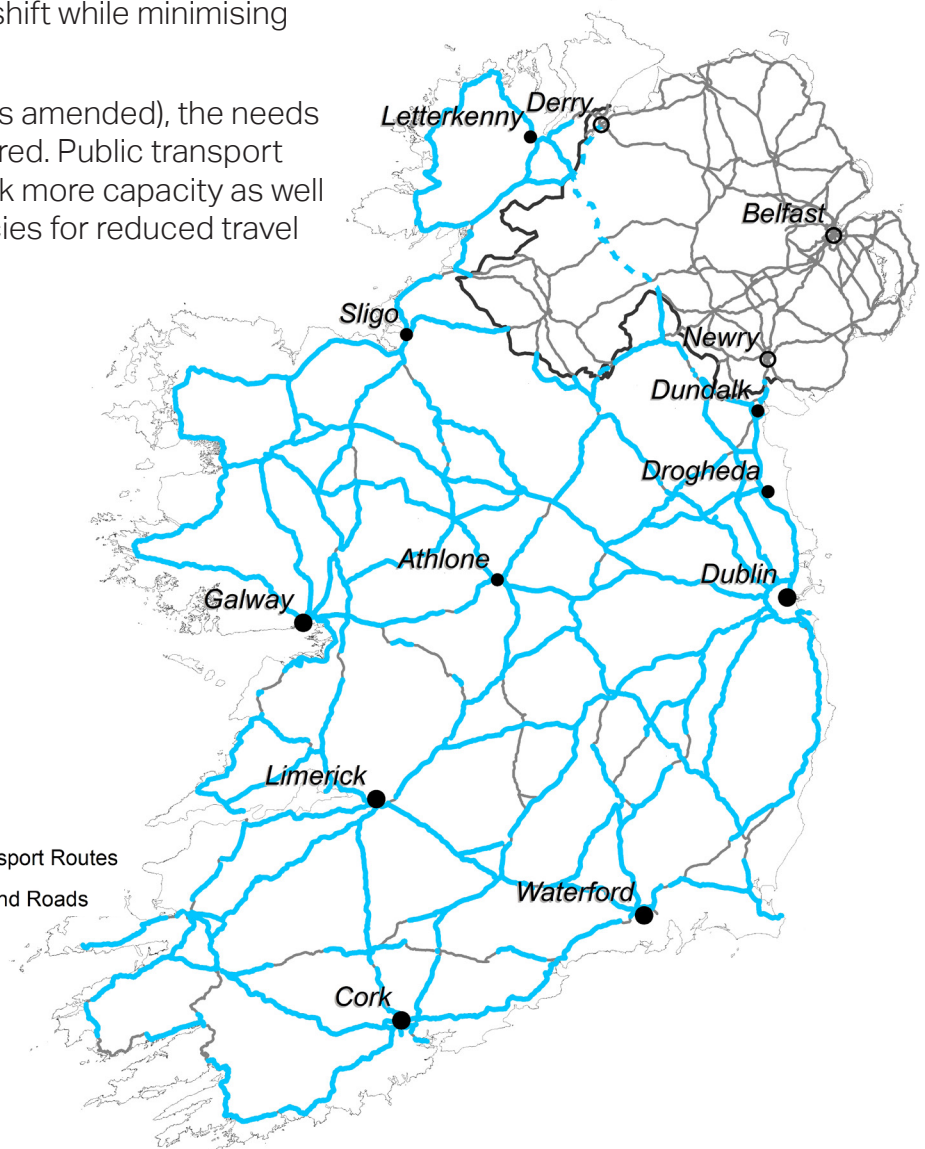 shift while minimising
s amended), the needs
red. Public transport
k more capacity as well
sies for reduced travel
Letterkenny
Derry
Belfast
Sligo
Newry
Dundalk
Drogheda
Athlone
Dublin
Galway
Limerick
sport Routes
nd Roads
Waterford
Cork